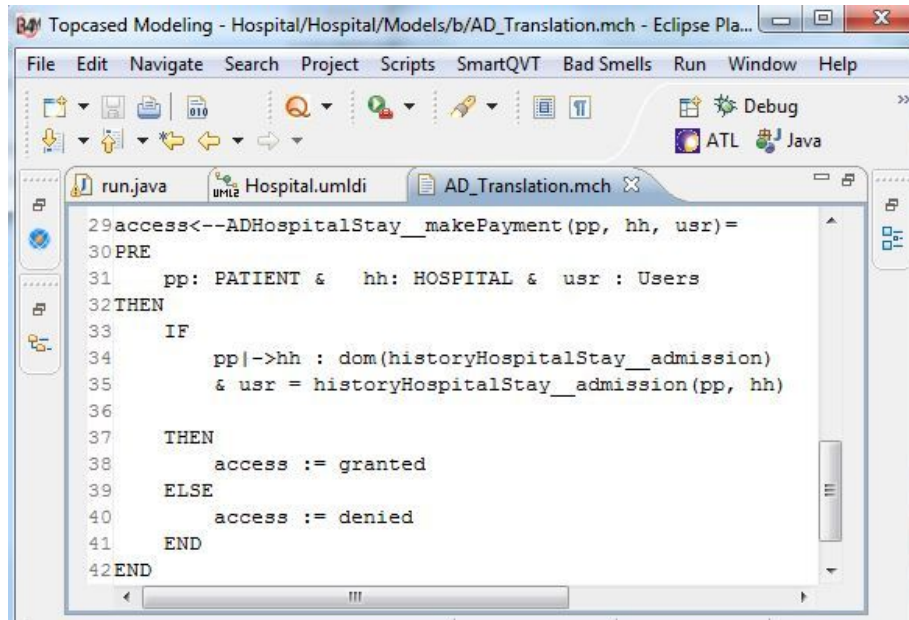 Topcased Modeling - Hospital/Hospital/Models/b/AD_Translation.mch - Eclipse Pla...
File Edit Navigate Search Project Scripts SmartQVT Bad Smells Run Window Help
010 Debug »
ATL Java
run.java UML2 Hospital.umldi AD_Translation.mch
29 access<--ADHospitalStay__makePayment(pp, hh, usr)=
30 PRE
31 pp: PATIENT & hh: HOSPITAL & usr : Users
32 THEN
33 IF
34 pp|->hh : dom(historyHospitalStay__admission)
35 & usr = historyHospitalStay__admission(pp, hh)
36
37 THEN
38 access := granted
39 ELSE
40 access := denied
41 END
42 END